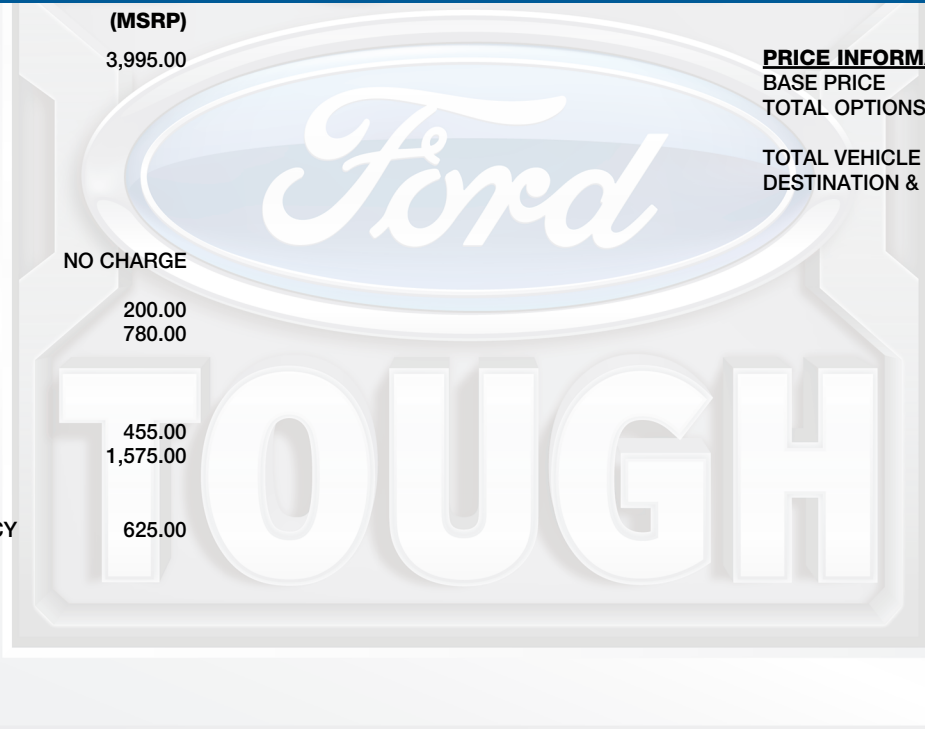 (MSRP)
3,995.00
NO CHARGE
200.00
780.00
455.00
1,575.00
CY 625.00
PRICE INFORMA
BASE PRICE
TOTAL OPTIONS
TOTAL VEHICLE
DESTINATION &
Ford
TOUGH